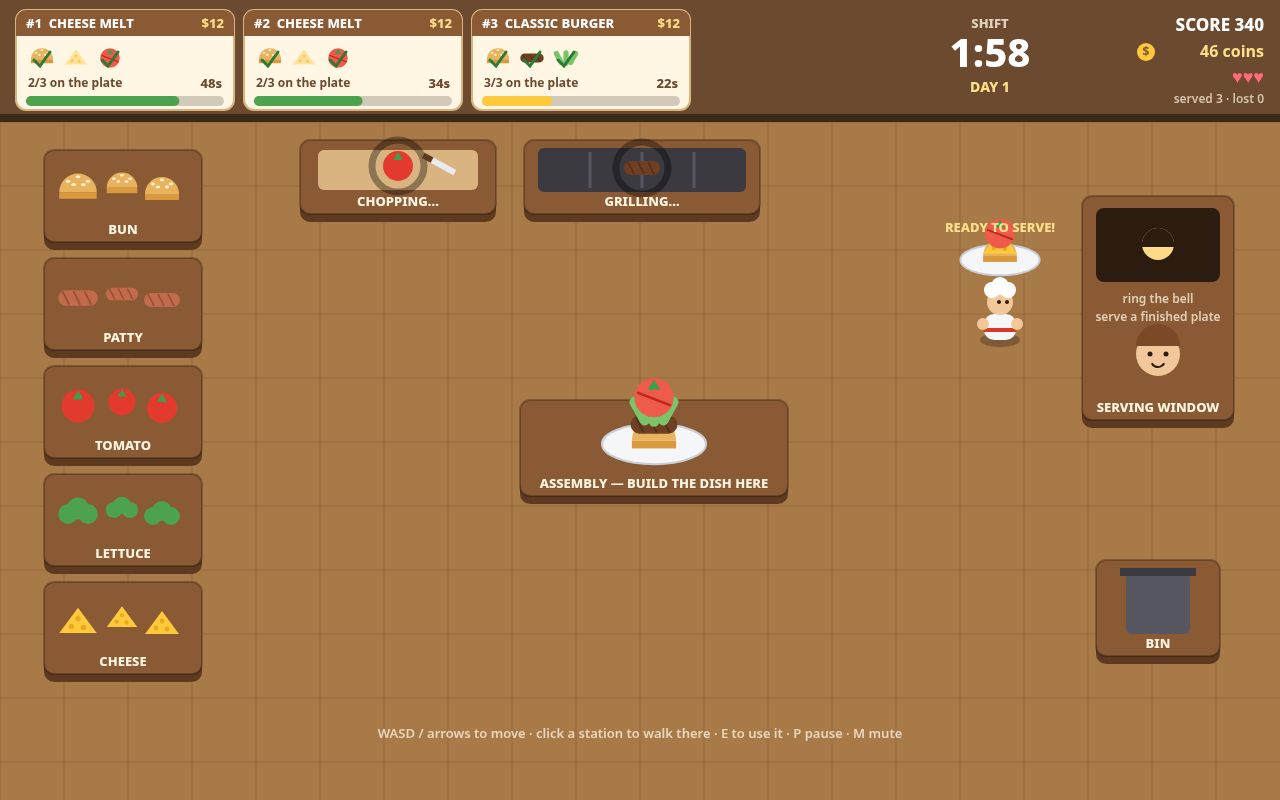 #1 CHEESE MELT $12
2/3 on the plate 48s
#2 CHEESE MELT $12
2/3 on the plate 34s
#3 CLASSIC BURGER $12
3/3 on the plate 22s
SHIFT
1:58
DAY 1
SCORE 340
$ 46 coins
♥♥♥
served 3 · lost 0
BUN
PATTY
TOMATO
LETTUCE
CHEESE
CHOPPING...
GRILLING...
READY TO SERVE!
ring the bell
serve a finished plate
SERVING WINDOW
ASSEMBLY — BUILD THE DISH HERE
BIN
WASD / arrows to move · click a station to walk there · E to use it · P pause · M mute